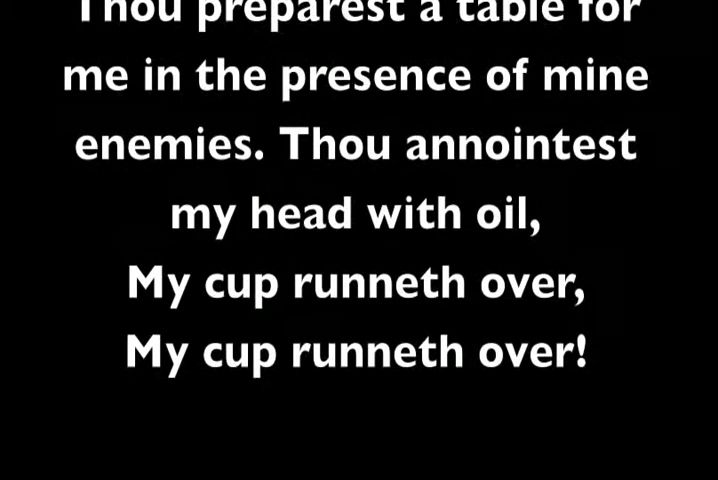 Thou preparest a table for
me in the presence of mine
enemies. Thou annointest
my head with oil,
My cup runneth over,
My cup runneth over!